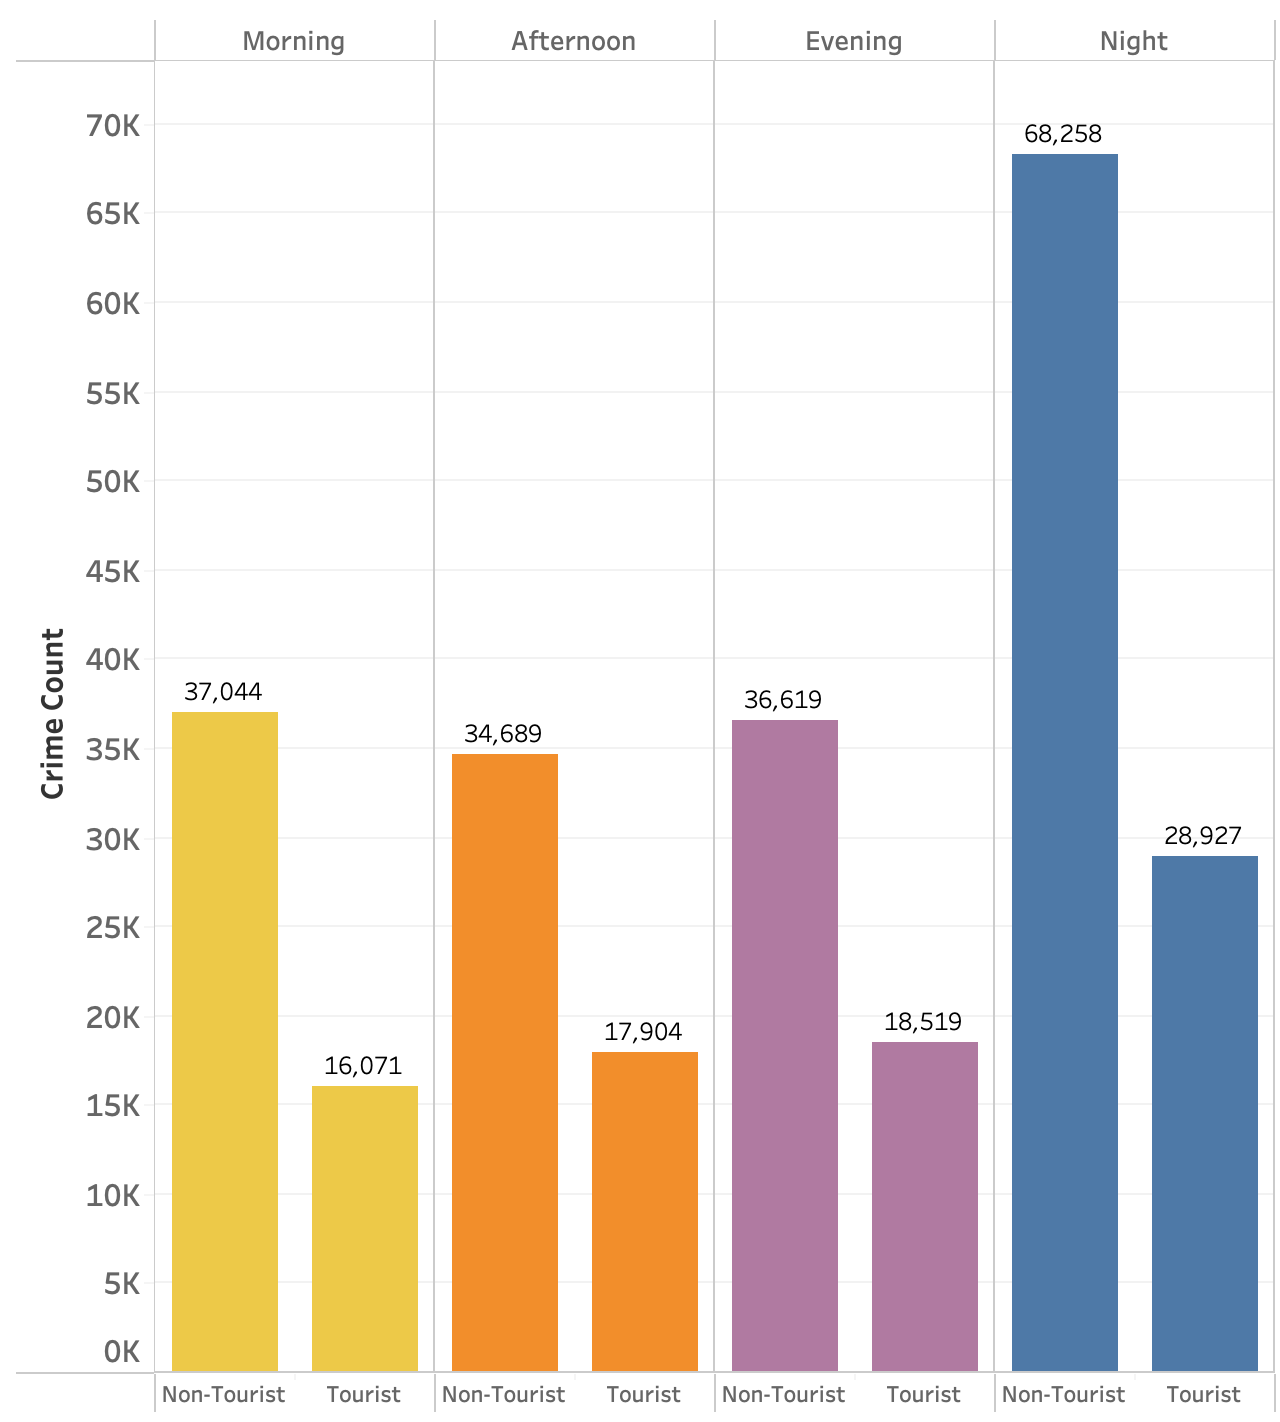 Morning Afternoon Evening Night
70K
65K
60K
55K
50K
45K
40K
35K
30K
25K
20K
15K
10K
5K
0K
Crime Count
37,044
16,071
34,689
17,904
36,619
18,519
68,258
28,927
Non-Tourist Tourist Non-Tourist Tourist Non-Tourist Tourist Non-Tourist Tourist